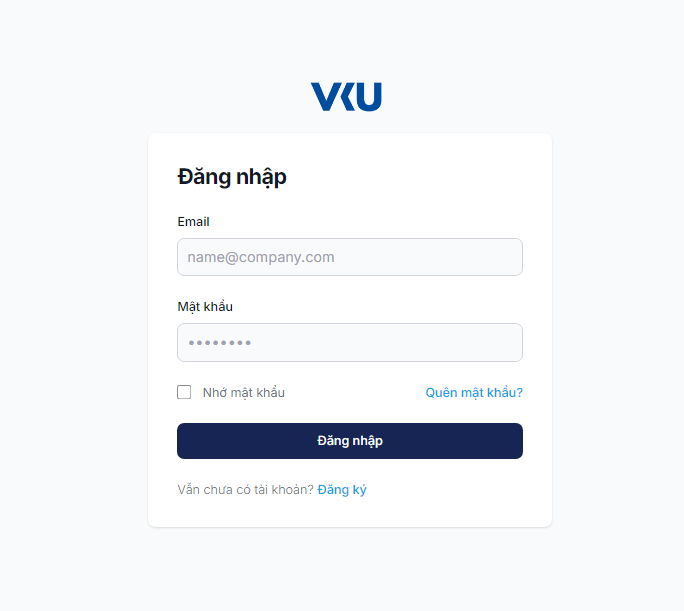 VKU
Đăng nhập
Email
name@company.com
Mật khẩu
••••••••
Nhớ mật khẩu
Quên mật khẩu?
Đăng nhập
Vẫn chưa có tài khoản? Đăng ký